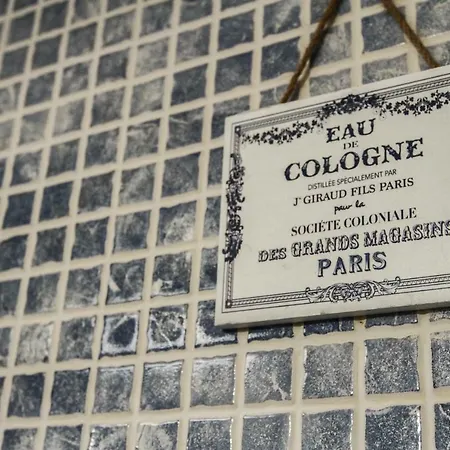 EAU
DE
COLOGNE
DISTILLÉE SPÉCIALEMENT PAR
Jⁿ GIRAUD FILS PARIS
pour la
SOCIÉTÉ COLONIALE
DES GRANDS MAGASINS
PARIS